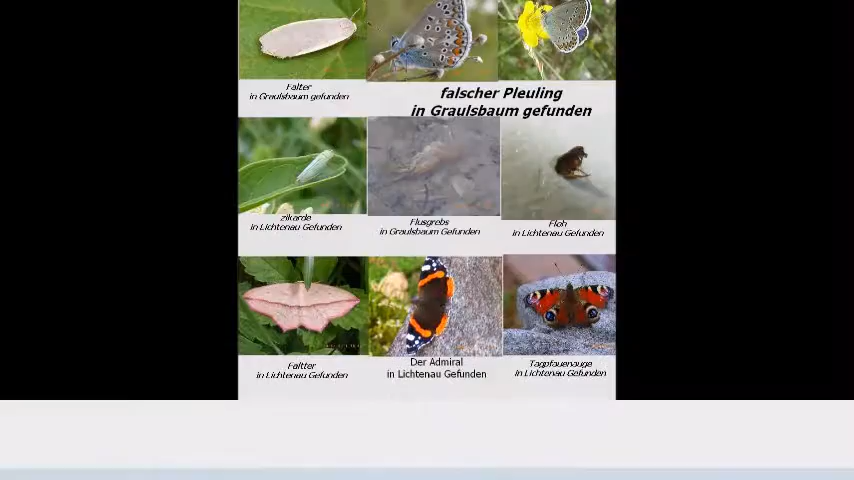 Falter
in Graulsbaum gefunden
falscher Pleuling
in Graulsbaum gefunden
zikarde
in Lichtenau Gefunden
Flusgrebs
in Graulsbaum Gefunden
Floh
in Lichtenau Gefunden
Faltter
in Lichtenau Gefunden
Der Admiral
in Lichtenau Gefunden
Tagpfauenauge
in Lichtenau Gefunden